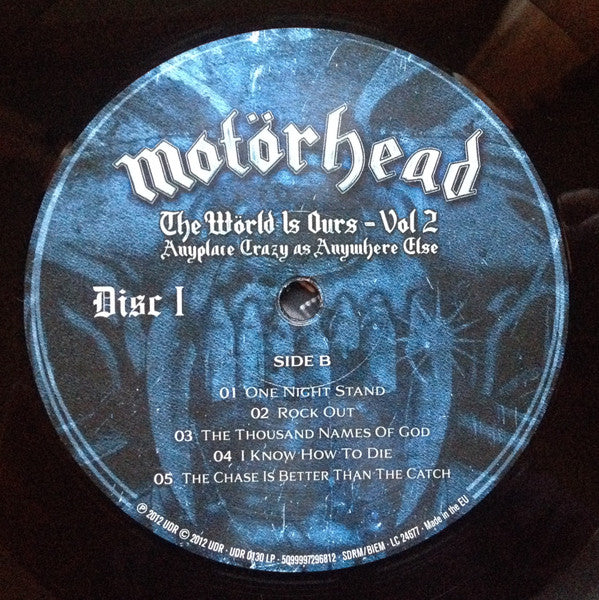 motörhead
The Wörld Is Ours – Vol 2
Anyplace Crazy as Anywhere Else
Disc 1
SIDE B
01 ONE NIGHT STAND
02 ROCK OUT
03 THE THOUSAND NAMES OF GOD
04 I KNOW HOW TO DIE
05 THE CHASE IS BETTER THAN THE CATCH
℗ 2012 UDR © 2012 UDR · UDR 0130 LP · 5099997296812 · SDRM/BIEM · LC 24677 · Made in the EU